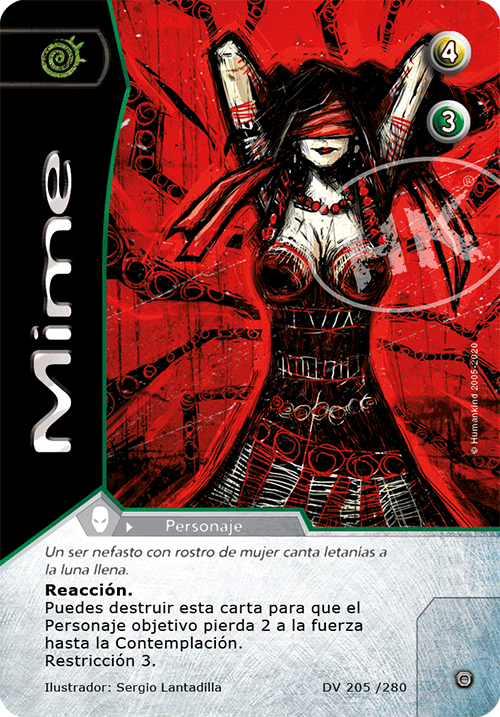 4
3
Mime
HK®
© Humankind 2005-2020
Personaje
Un ser nefasto con rostro de mujer canta letanías a
la luna llena.
Reacción.
Puedes destruir esta carta para que el
Personaje objetivo pierda 2 a la fuerza
hasta la Contemplación.
Restricción 3.
Ilustrador: Sergio Lantadilla
DV 205 /280